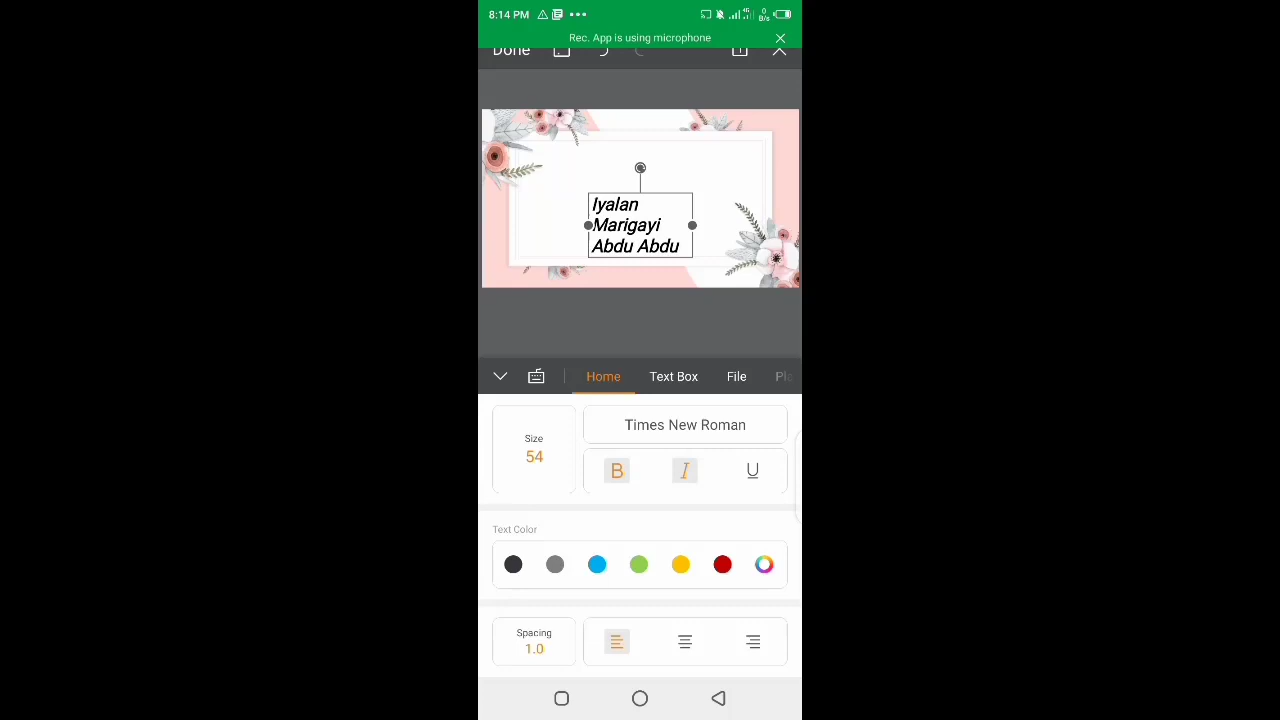 8:14 PM
0
B/s
Rec. App is using microphone
Done
Iyalan
Marigayi
Abdu Abdu
Home
Text Box
File
Size
54
Times New Roman
B I U
Text Color
Spacing
1.0